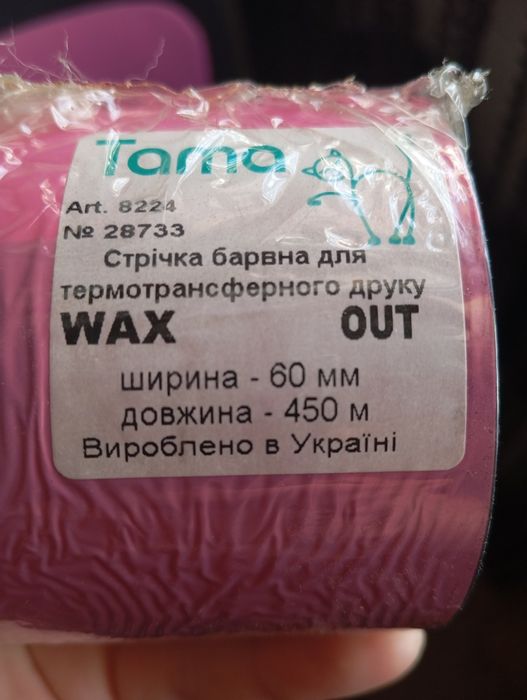 Tama
Art. 8224
№ 28733
Стрічка барвна для
термотрансферного друку
WAX OUT
ширина - 60 мм
довжина - 450 м
Вироблено в Україні